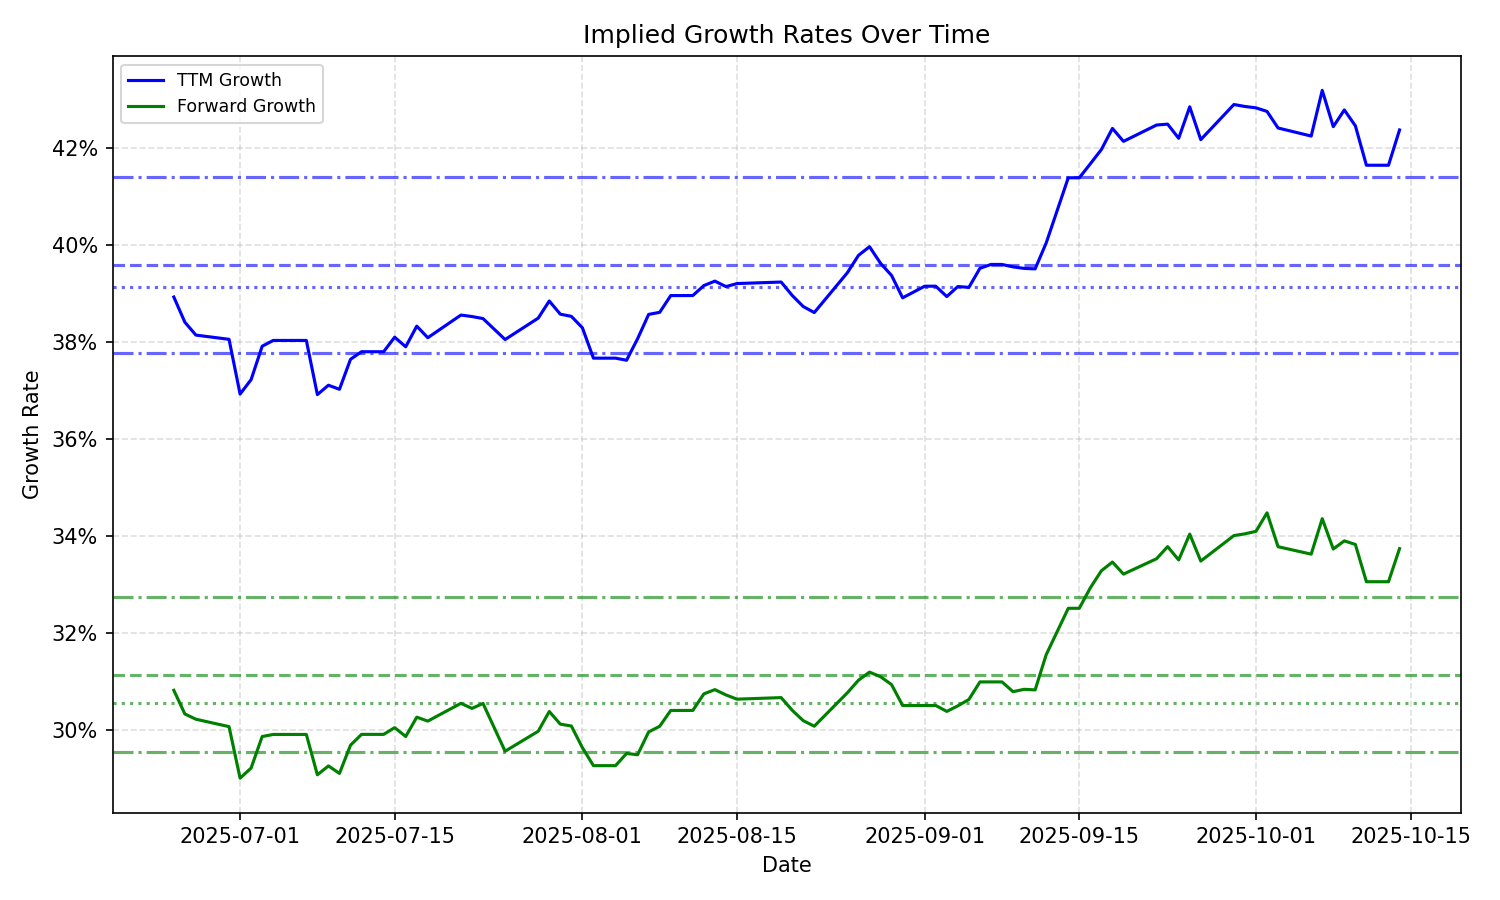 Implied Growth Rates Over Time
TTM Growth
Forward Growth
42%
40%
38%
36%
34%
32%
30%
Growth Rate
2025-07-01 2025-07-15 2025-08-01 2025-08-15 2025-09-01 2025-09-15 2025-10-01 2025-10-15
Date